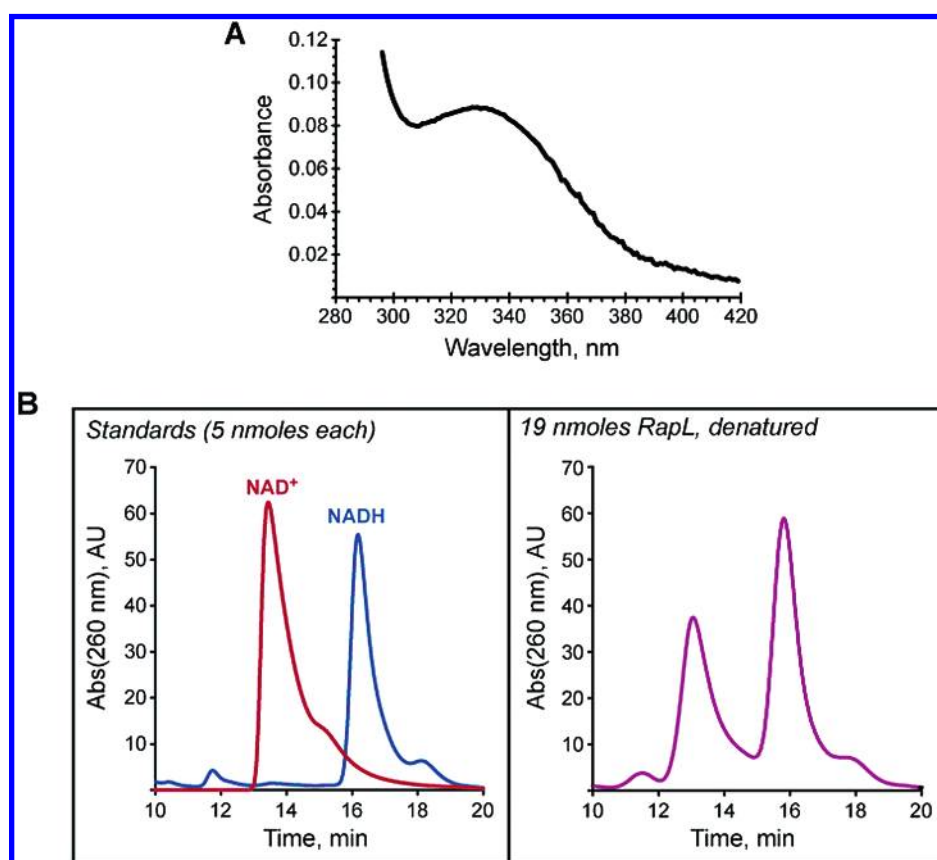 A
0.12
0.10
0.08
0.06
0.04
0.02
Absorbance
280 300 320 340 360 380 400 420
Wavelength, nm
B
Standards (5 nmoles each)
70
60
50
40
30
20
10
Abs(260 nm), AU
NAD⁺
NADH
10 12 14 16 18 20
Time, min
19 nmoles RapL, denatured
70
60
50
40
30
20
10
Abs(260 nm), AU
10 12 14 16 18 20
Time, min